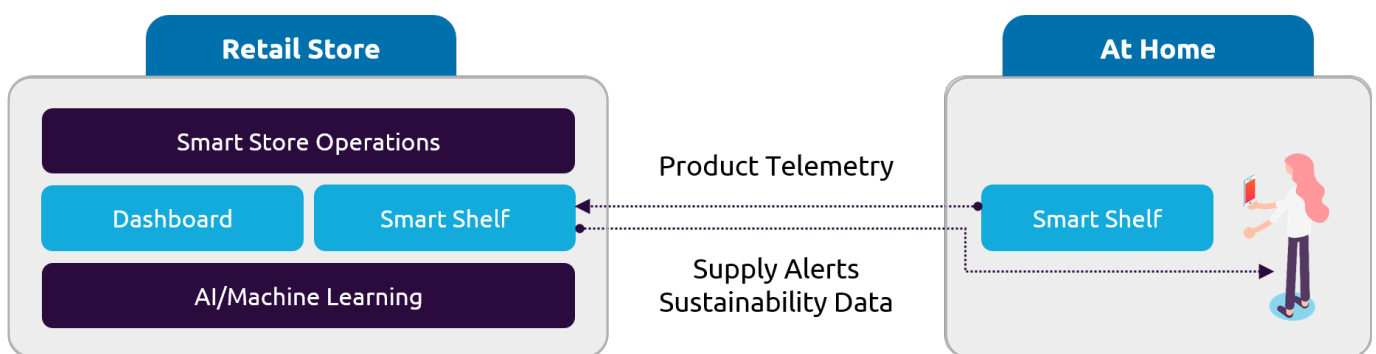 Retail Store
At Home
Smart Store Operations
Product Telemetry
Dashboard
Smart Shelf
Smart Shelf
Supply Alerts
Sustainability Data
AI/Machine Learning